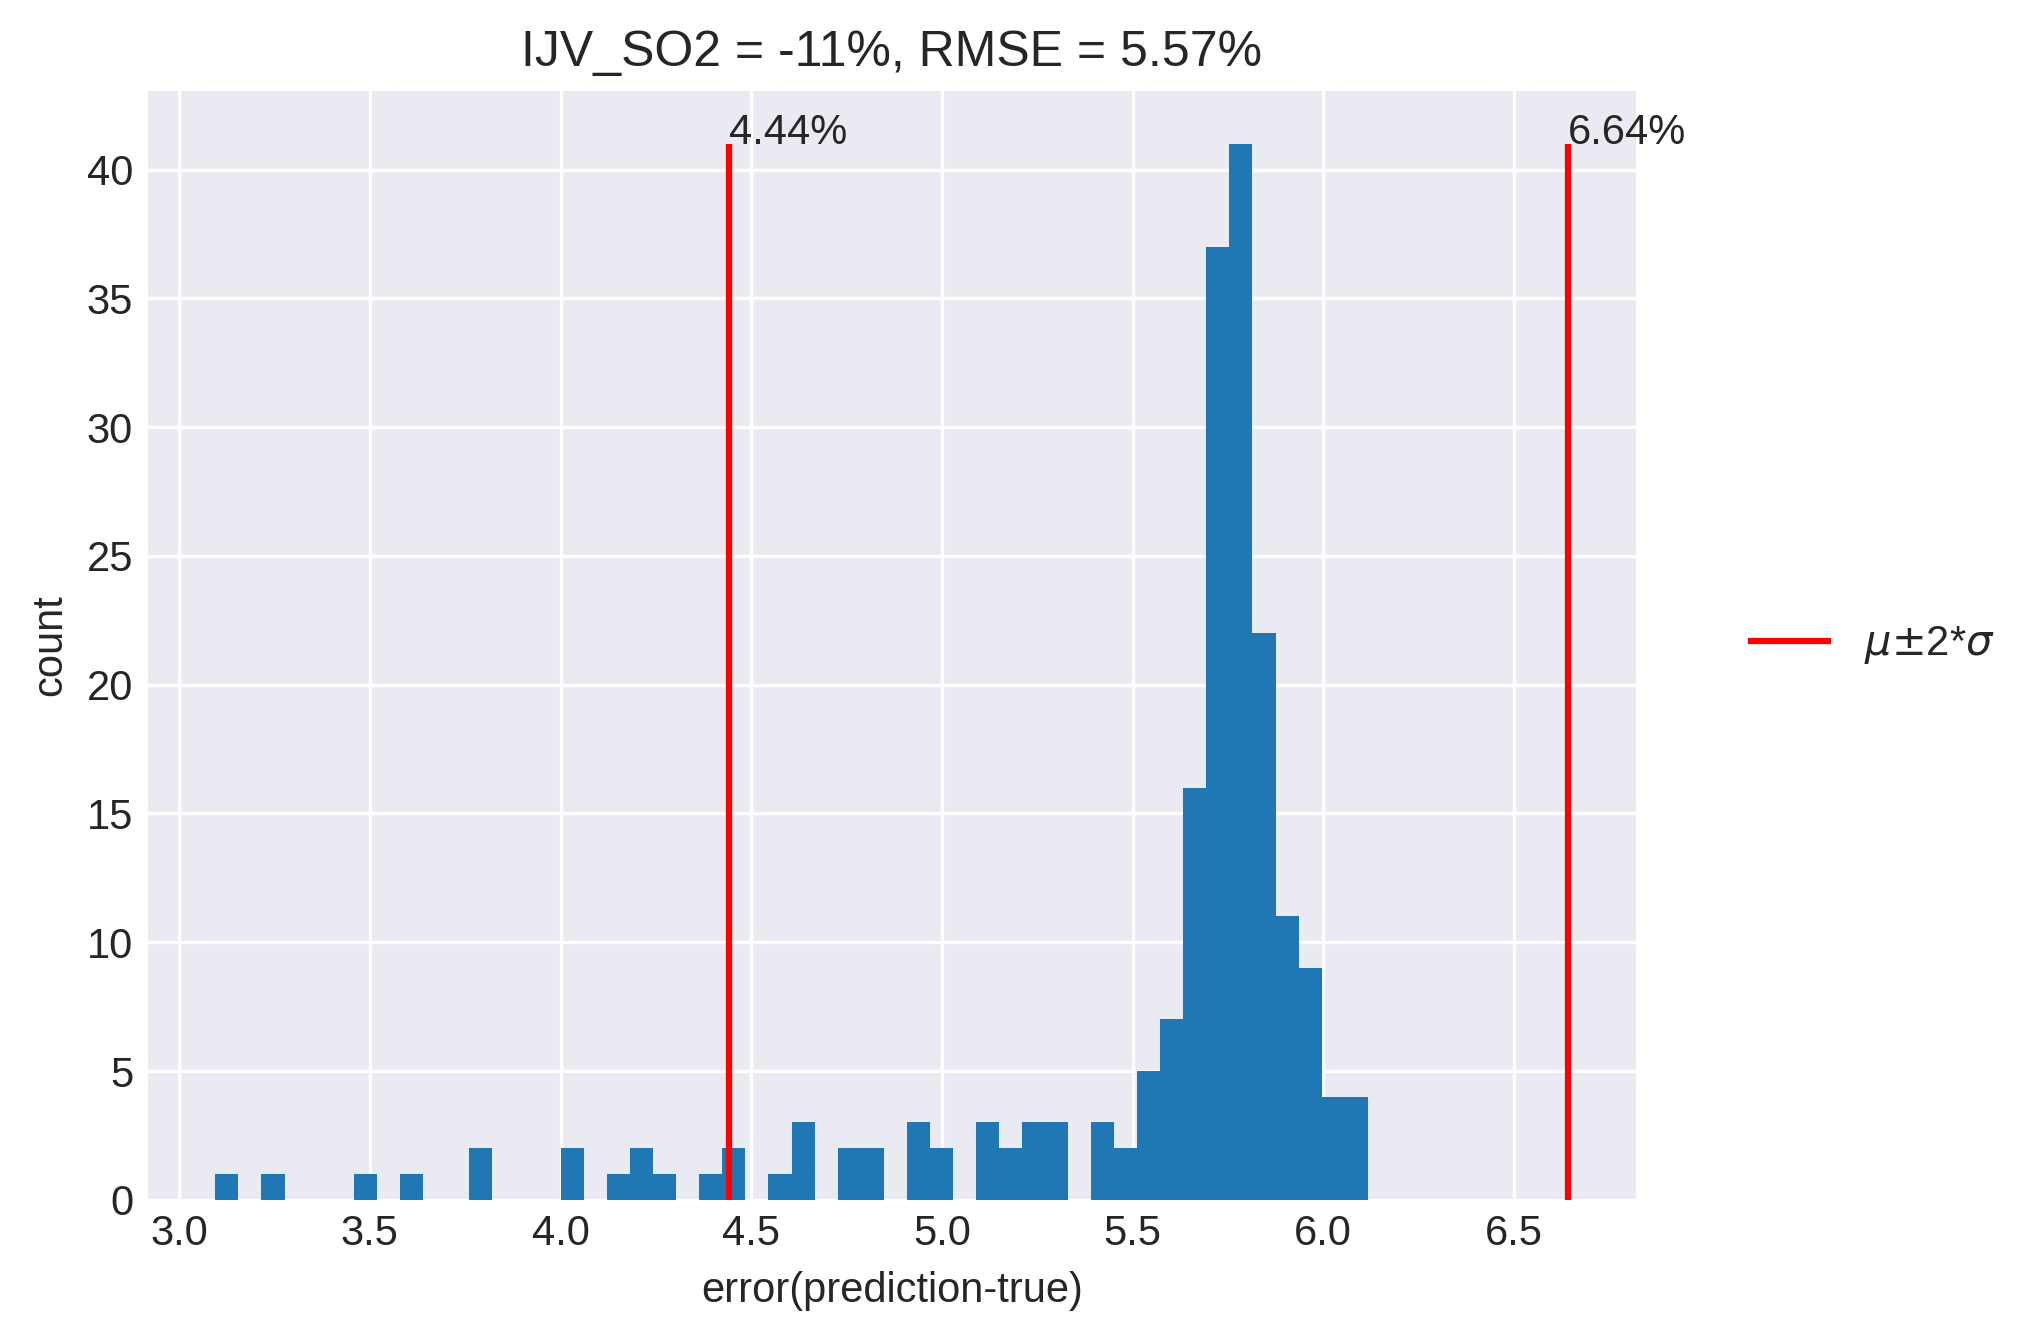 IJV_SO2 = -11%, RMSE = 5.57%
4.44%
6.64%
40
35
30
25
20
15
10
5
0
count
μ±2*σ
3.0 3.5 4.0 4.5 5.0 5.5 6.0 6.5
error(prediction-true)